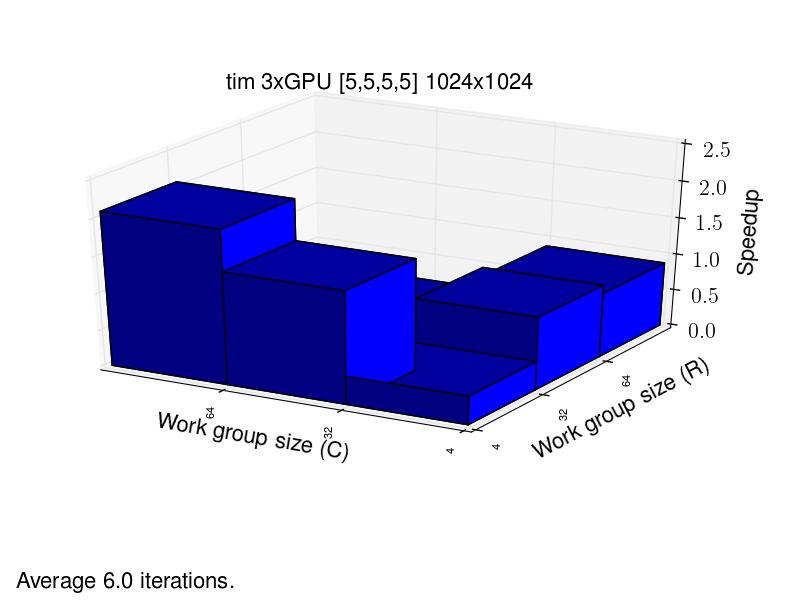 tim 3xGPU [5,5,5,5] 1024x1024
2.5
2.0
1.5
1.0
0.5
0.0
Speedup
64
32
4
Work group size (C)
4
32
64
Work group size (R)
Average 6.0 iterations.